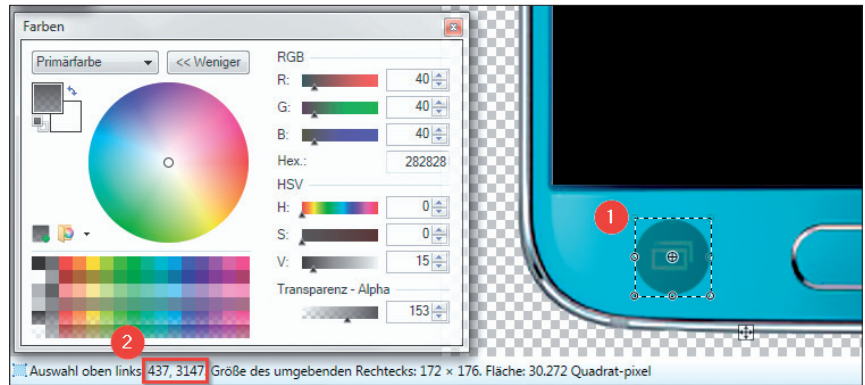 Farben
Primärfarbe
<< Weniger
RGB
R: 40
G: 40
B: 40
Hex.: 282828
HSV
H: 0
S: 0
V: 15
Transparenz - Alpha
153
1
2
Auswahl oben links: 437, 3147. Größe des umgebenden Rechtecks: 172 × 176. Fläche: 30.272 Quadrat-pixel